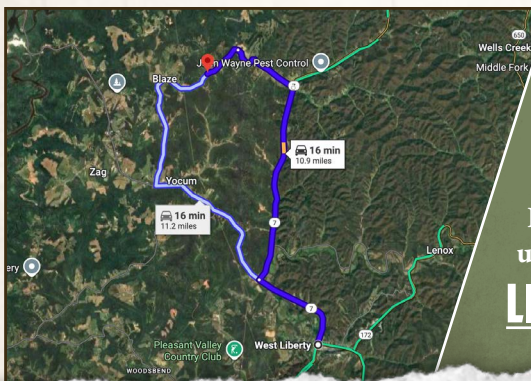 650
Wells Creek
John Wayne Pest Control
Middle Fork
Blaze
7
16 min
10.9 miles
Zag
Yocum
16 min
11.2 miles
7
ery
Lenox
7
172
Pleasant Valley
Country Club
West Liberty
WOODSBEND